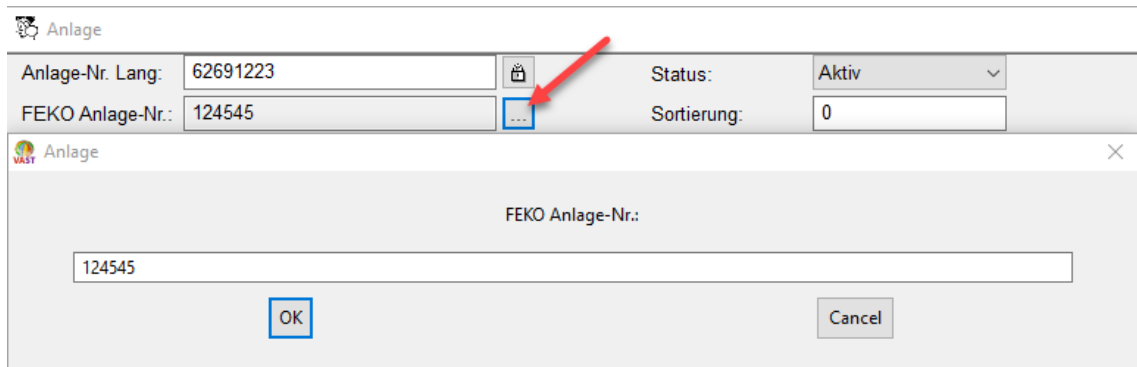 Anlage
Anlage-Nr. Lang: 62691223 Status: Aktiv
FEKO Anlage-Nr.: 124545 ... Sortierung: 0
VAST Anlage
FEKO Anlage-Nr.:
124545
OK Cancel